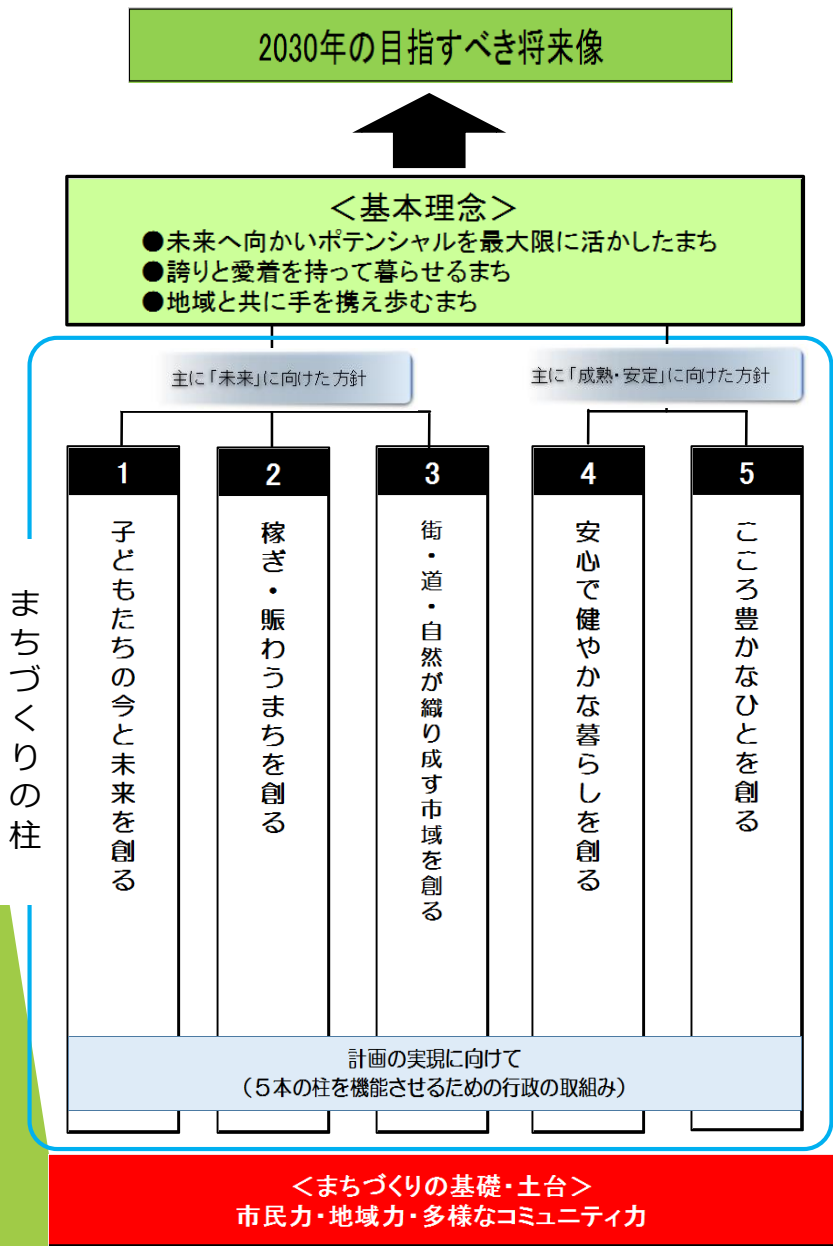 2030年の目指すべき将来像
＜基本理念＞
●未来へ向かいポテンシャルを最大限に活かしたまち
●誇りと愛着を持って暮らせるまち
●地域と共に手を携え歩むまち
主に「未来」に向けた方針
主に「成熟・安定」に向けた方針
まちづくりの柱
1
子どもたちの今と未来を創る
2
稼ぎ・賑わうまちを創る
3
街・道・自然が織り成す市域を創る
4
安心で健やかな暮らしを創る
5
こころ豊かなひとを創る
計画の実現に向けて
（５本の柱を機能させるための行政の取組み）
＜まちづくりの基礎・土台＞
市民力・地域力・多様なコミュニティ力